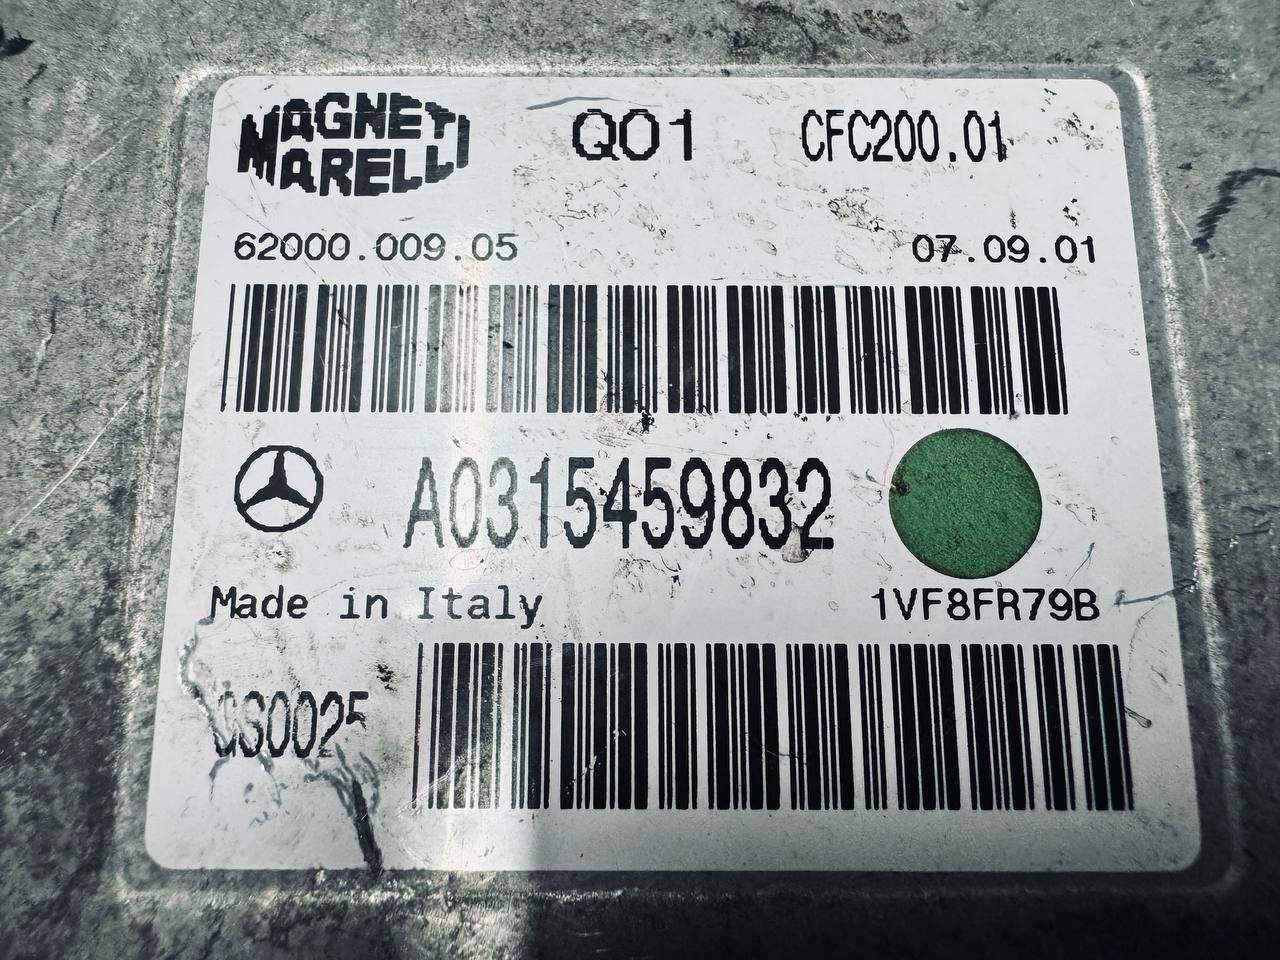 MAGNETI MARELLI
Q01 CFC200.01
62000.009.05 07.09.01
A0315459832
Made in Italy 1VF8FR79B